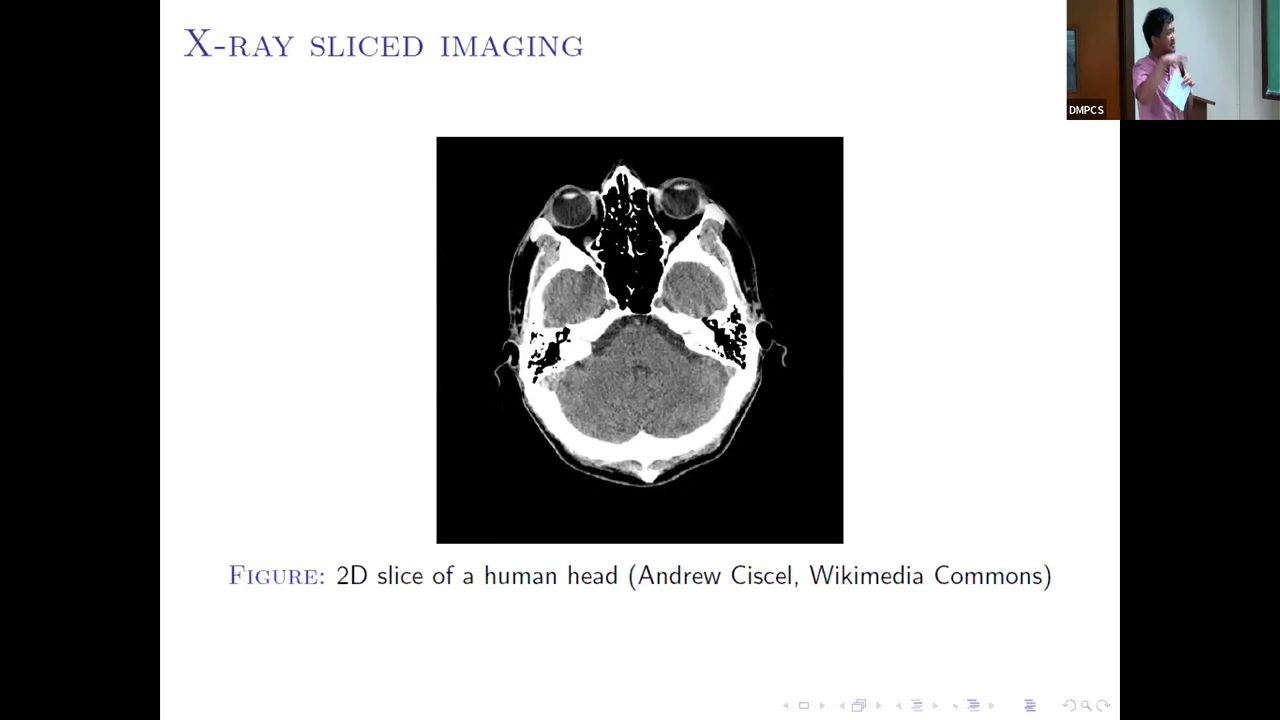 X-RAY SLICED IMAGING
DMPCS
FIGURE: 2D slice of a human head (Andrew Ciscel, Wikimedia Commons)